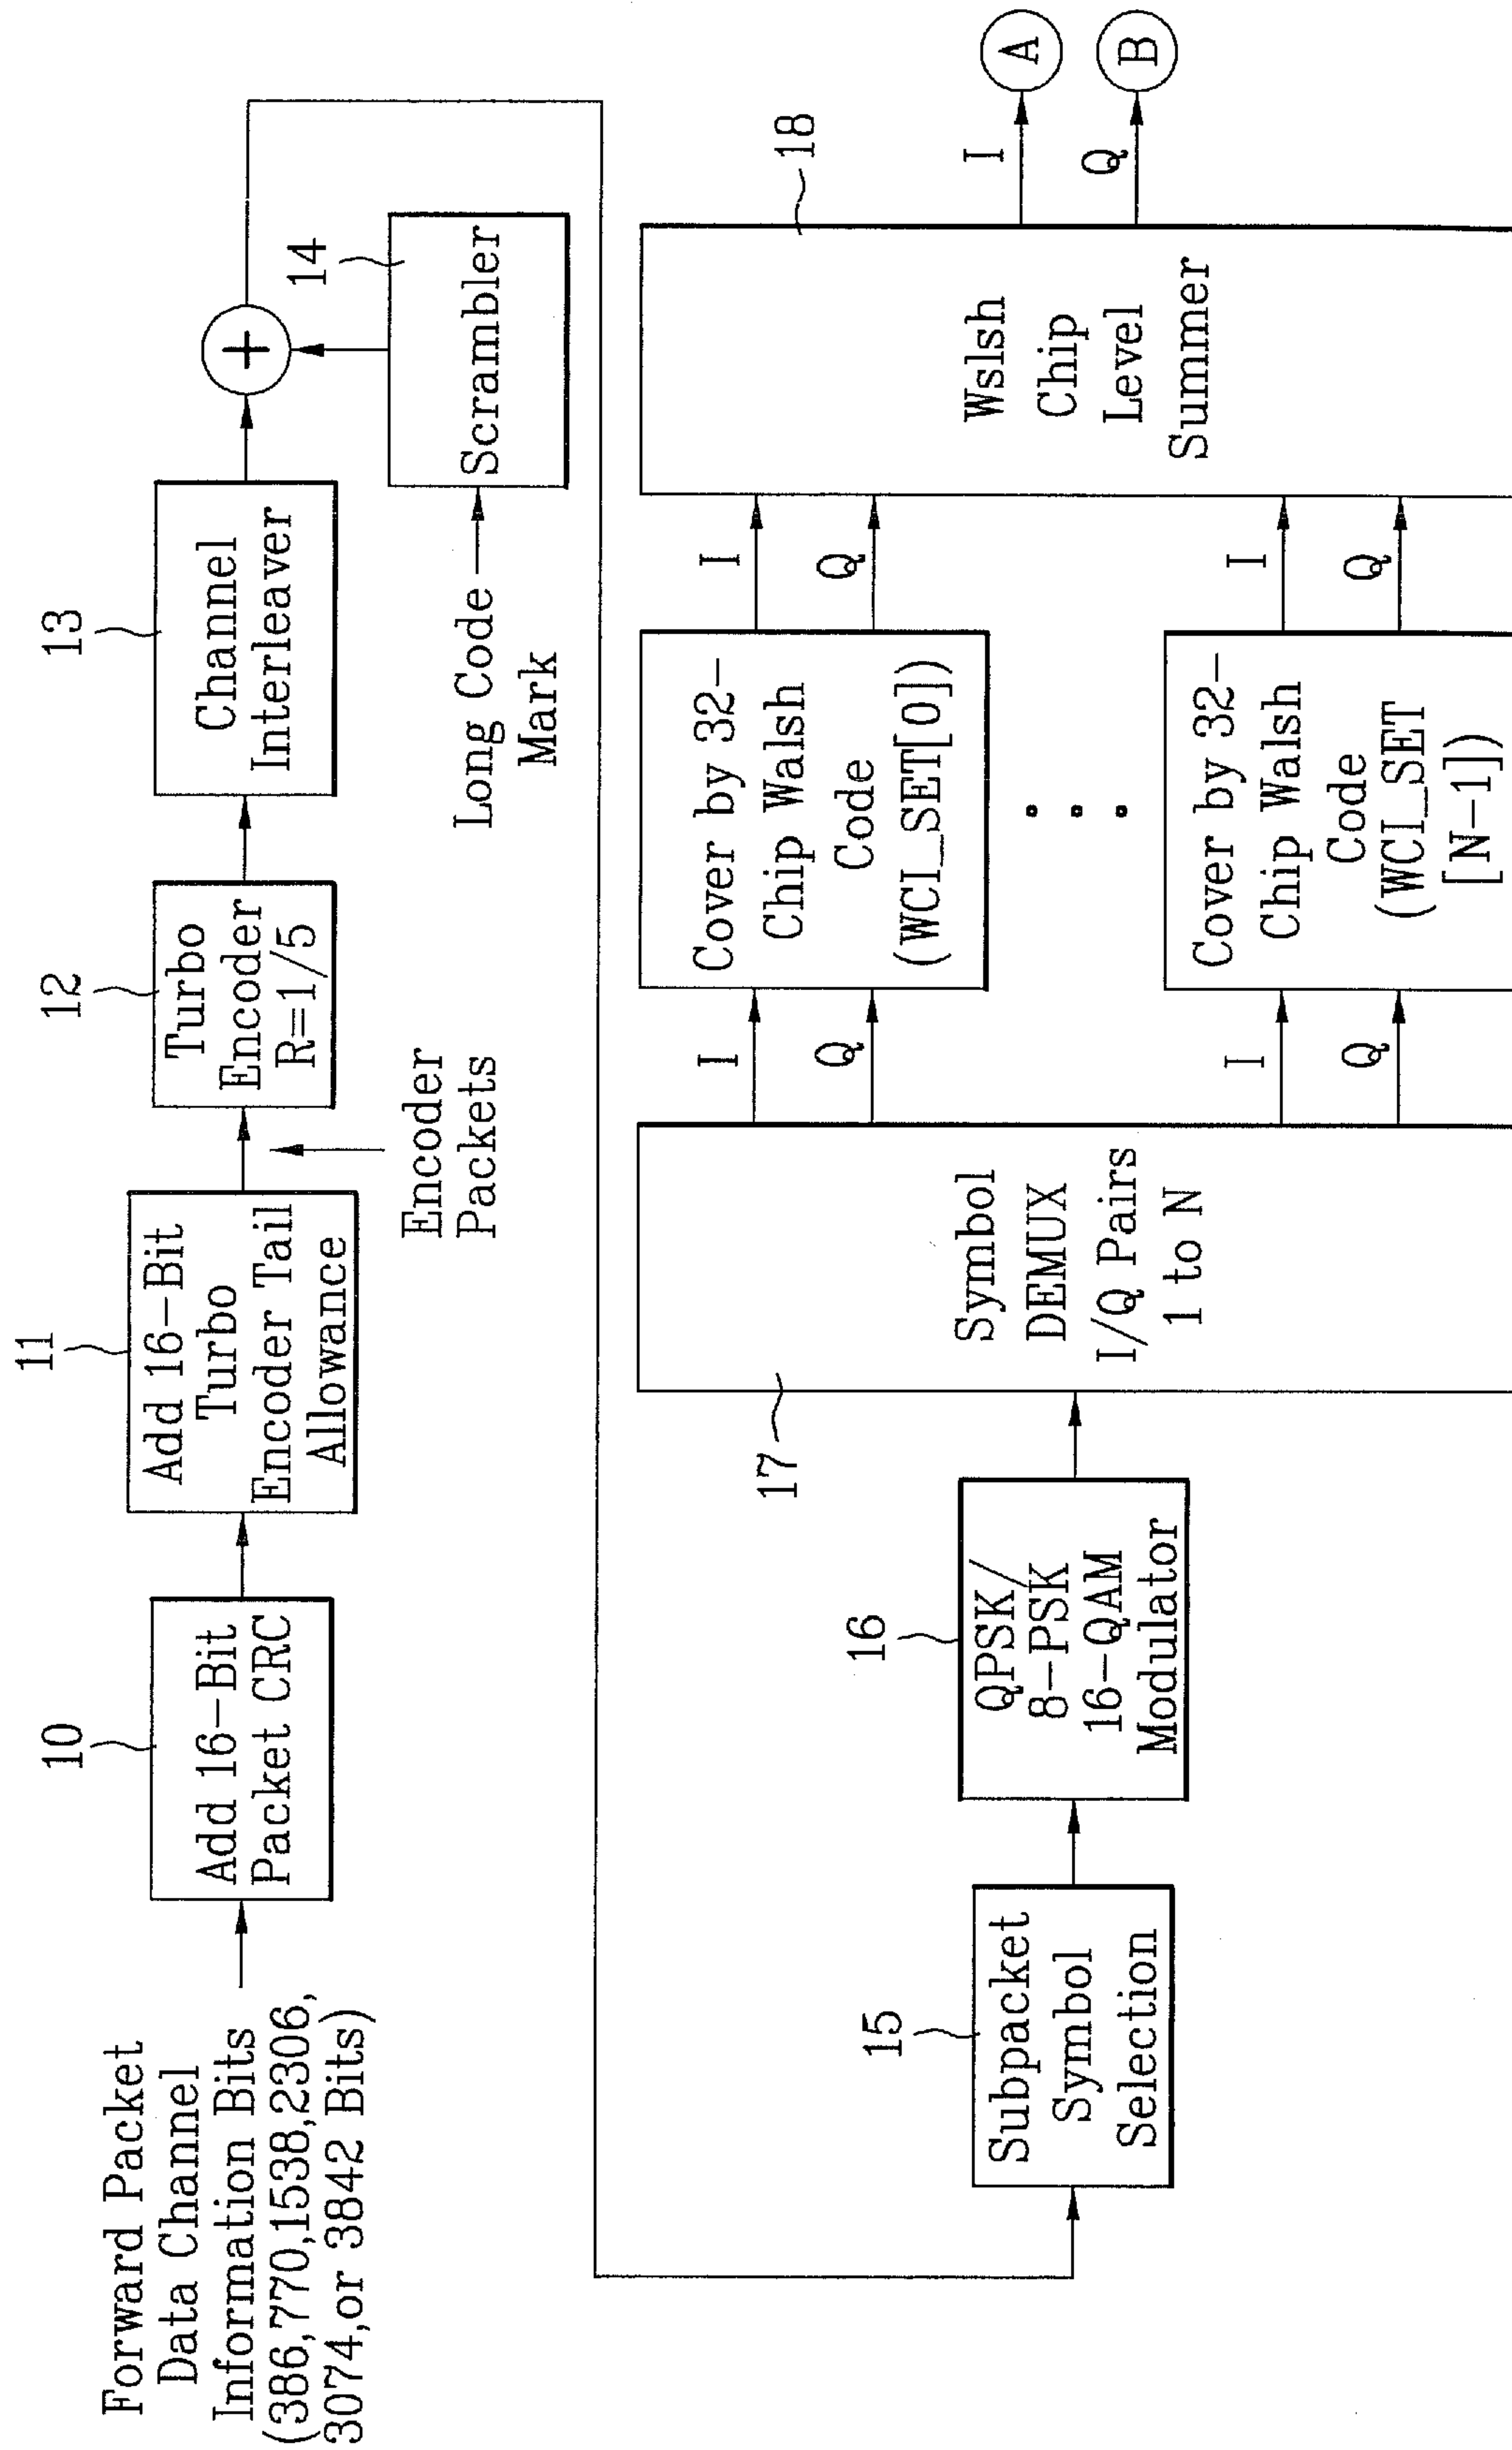 Forward Packet
Data Channel
Information Bits
(386,770,1538,2306,
3074,or 3842 Bits)
10
Add 16-Bit
Packet CRC
11
Add 16-Bit
Turbo
Encoder Tail
Allowance
Encoder
Packets
12
Turbo
Encoder
R=1/5
13
Channel
Interleaver
+
14
Scrambler
Long Code
Mark
15
Subpacket
Symbol
Selection
16
QPSK/
8-PSK
16-QAM
Modulator
17
Symbol
DEMUX
I/Q Pairs
1 to N
I
Q
I
Q
Cover by 32-
Chip Walsh
Code
(WCI_SET[0])
Cover by 32-
Chip Walsh
Code
(WCI_SET
[N-1])
I
Q
I
Q
18
Wslsh
Chip
Level
Summer
I
Q
A
B